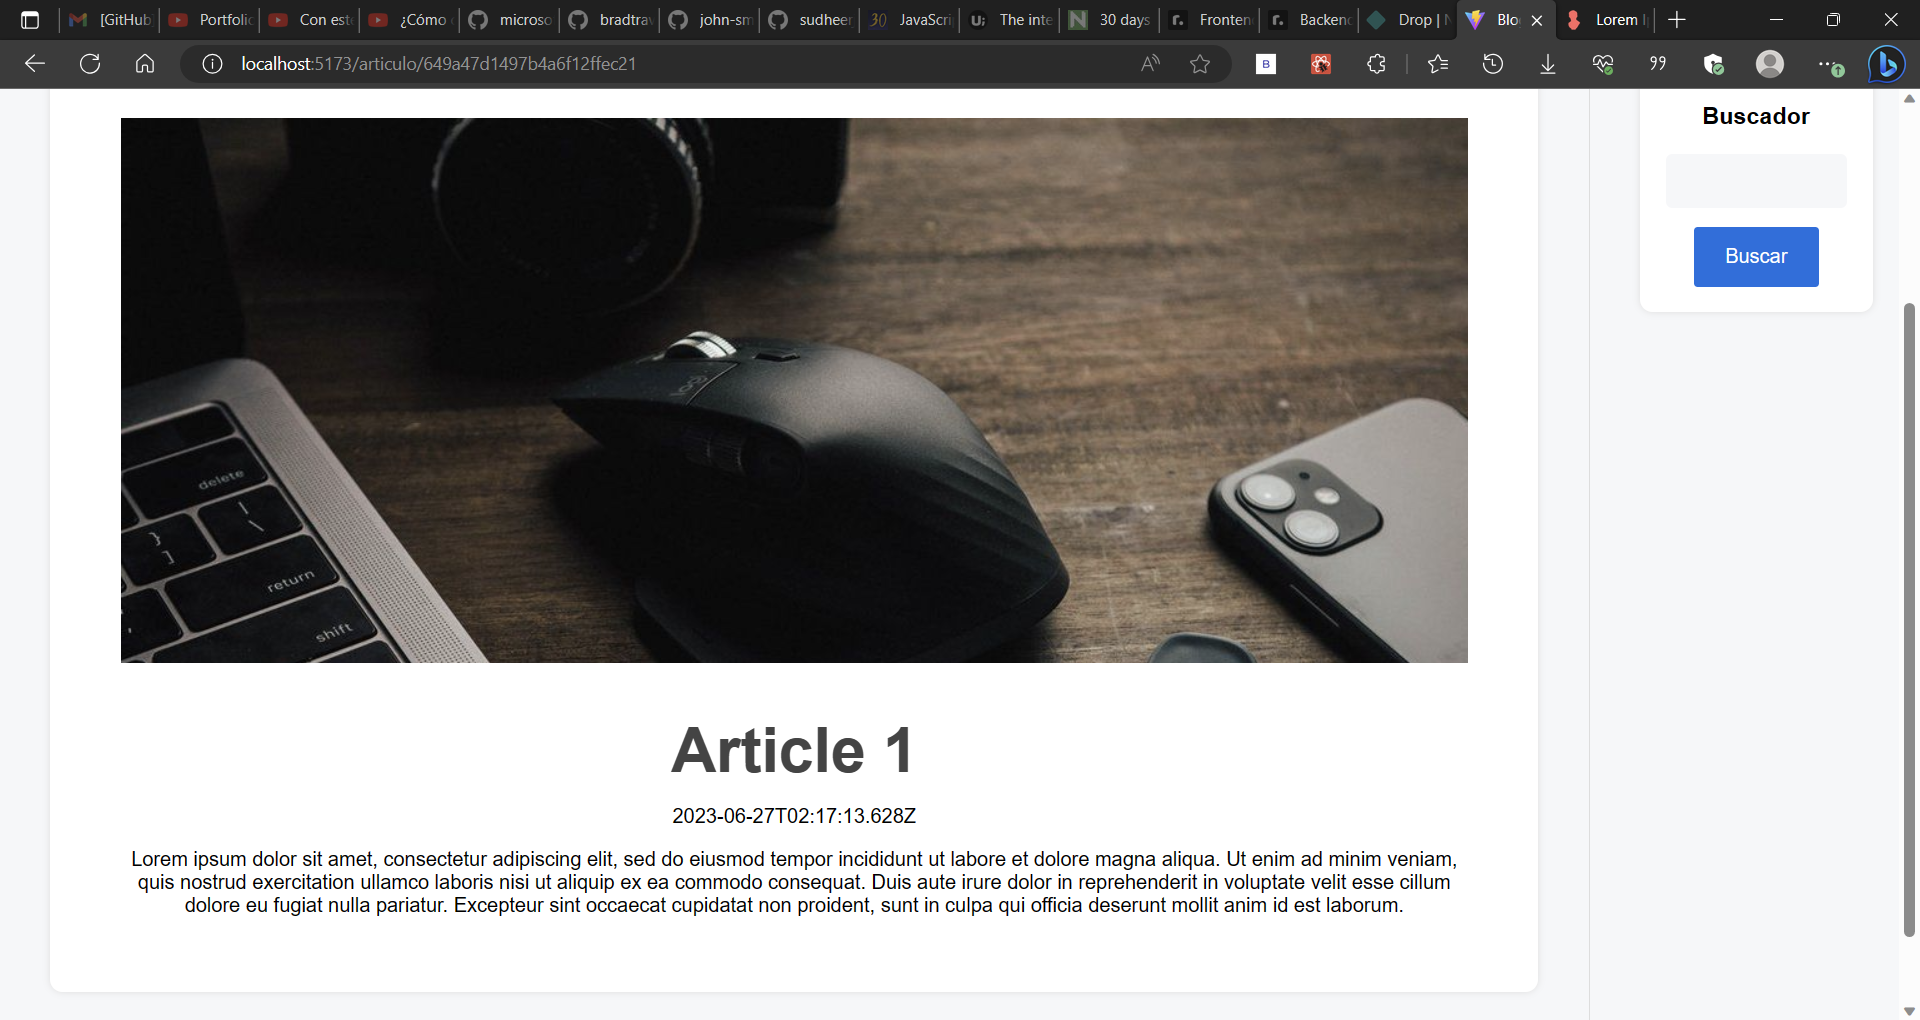 [GitHub
Portfolio
Con est
¿Cómo
microso
bradtrav
john-sm
sudheer
30 JavaScri
The inte
30 days
Fronten
Backend
Drop |
Blo
Lorem I
localhost:5173/articulo/649a47d1497b4a6f12ffec21
Buscador
Buscar
delete
|
\
}
]
return
shift
logi
Article 1
2023-06-27T02:17:13.628Z
Lorem ipsum dolor sit amet, consectetur adipiscing elit, sed do eiusmod tempor incididunt ut labore et dolore magna aliqua. Ut enim ad minim veniam,
quis nostrud exercitation ullamco laboris nisi ut aliquip ex ea commodo consequat. Duis aute irure dolor in reprehenderit in voluptate velit esse cillum
dolore eu fugiat nulla pariatur. Excepteur sint occaecat cupidatat non proident, sunt in culpa qui officia deserunt mollit anim id est laborum.